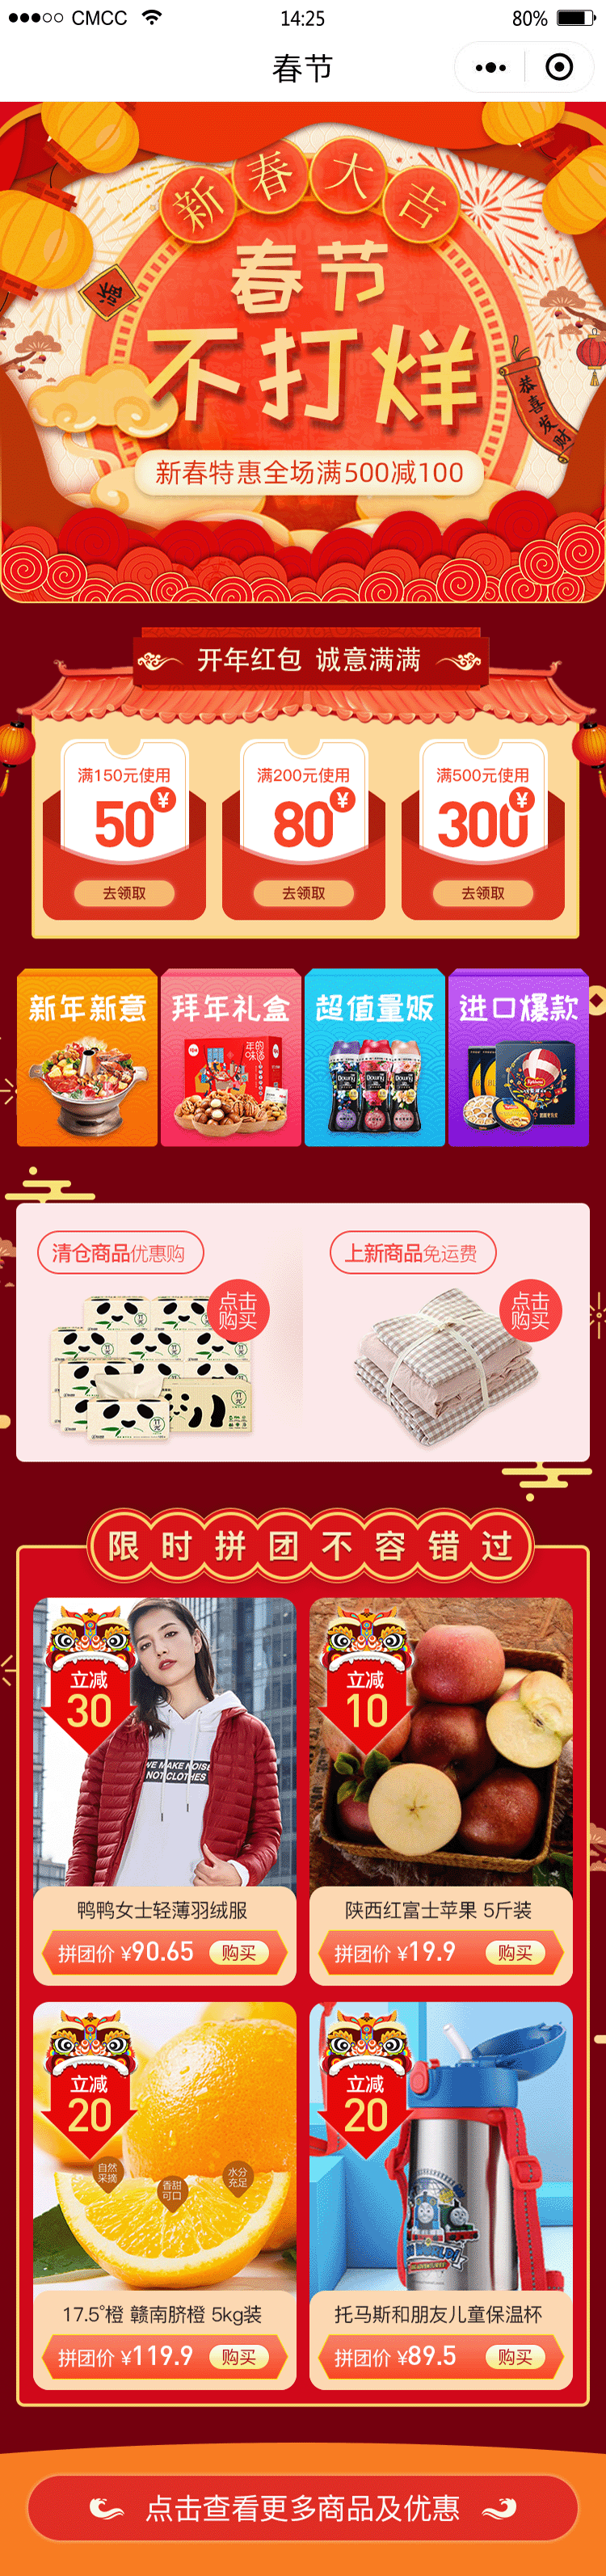 CMCC
14:25
80%
春节
新春大吉
春节
不打烊
恭喜发财
新春特惠全场满500减100
开年红包 诚意满满
满150元使用
满200元使用
满500元使用
50¥
80¥
300¥
去领取
去领取
去领取
新年新意
拜年礼盒
超值量贩
进口爆款
年的
味话
Downy
Downy
Downy
清仓商品优惠购
上新商品免运费
点击
购买
点击
购买
限时拼团不容错过
立减
30
立减
10
WE MAKE NOISE
NOT CLOTHES
鸭鸭女士轻薄羽绒服
陕西红富士苹果 5斤装
拼团价 ¥90.65 购买
拼团价 ¥19.9 购买
立减
20
立减
20
自然
采摘
香甜
可口
水分
充足
17.5°橙 赣南脐橙 5kg装
托马斯和朋友儿童保温杯
拼团价 ¥119.9 购买
拼团价 ¥89.5 购买
点击查看更多商品及优惠